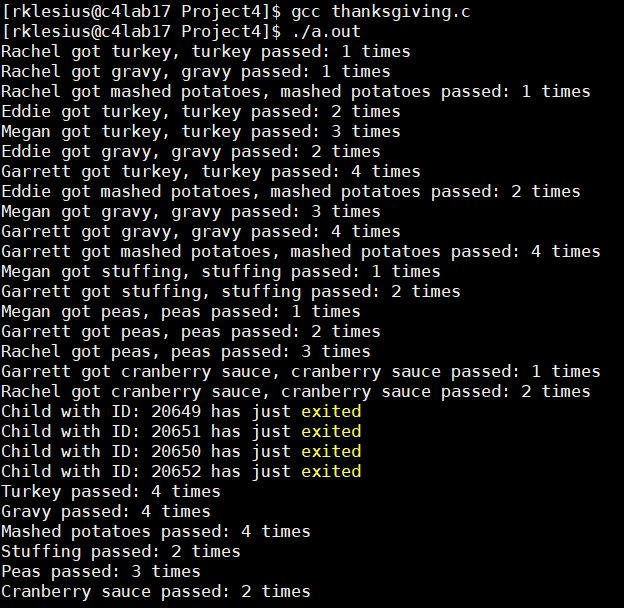 [rklesius@c4lab17 Project4]$ gcc thanksgiving.c
[rklesius@c4lab17 Project4]$ ./a.out
Rachel got turkey, turkey passed: 1 times
Rachel got gravy, gravy passed: 1 times
Rachel got mashed potatoes, mashed potatoes passed: 1 times
Eddie got turkey, turkey passed: 2 times
Megan got turkey, turkey passed: 3 times
Eddie got gravy, gravy passed: 2 times
Garrett got turkey, turkey passed: 4 times
Eddie got mashed potatoes, mashed potatoes passed: 2 times
Megan got gravy, gravy passed: 3 times
Garrett got gravy, gravy passed: 4 times
Garrett got mashed potatoes, mashed potatoes passed: 4 times
Megan got stuffing, stuffing passed: 1 times
Garrett got stuffing, stuffing passed: 2 times
Megan got peas, peas passed: 1 times
Garrett got peas, peas passed: 2 times
Rachel got peas, peas passed: 3 times
Garrett got cranberry sauce, cranberry sauce passed: 1 times
Rachel got cranberry sauce, cranberry sauce passed: 2 times
Child with ID: 20649 has just exited
Child with ID: 20651 has just exited
Child with ID: 20650 has just exited
Child with ID: 20652 has just exited
Turkey passed: 4 times
Gravy passed: 4 times
Mashed potatoes passed: 4 times
Stuffing passed: 2 times
Peas passed: 3 times
Cranberry sauce passed: 2 times